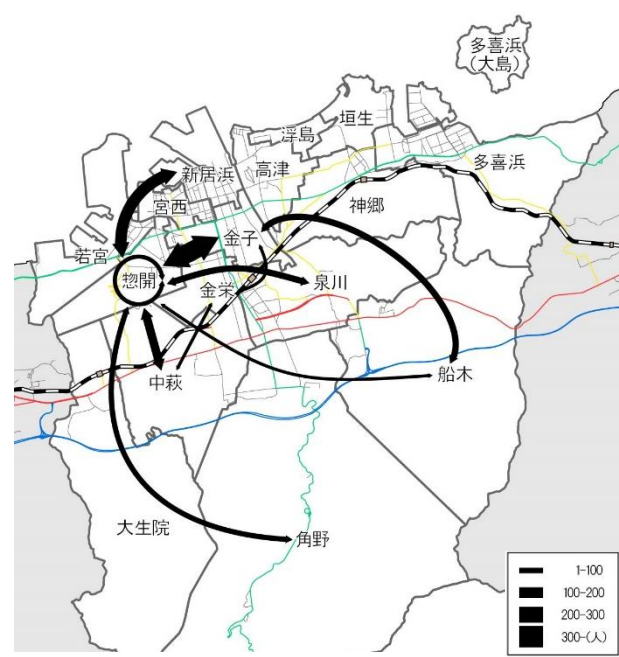 多喜浜
(大島)
垣生
浮島
多喜浜
高津
新居浜
宮西
神郷
金子
若宮
惣開
金栄
泉川
中萩
船木
大生院
角野
1-100
100-200
200-300
300-(人)